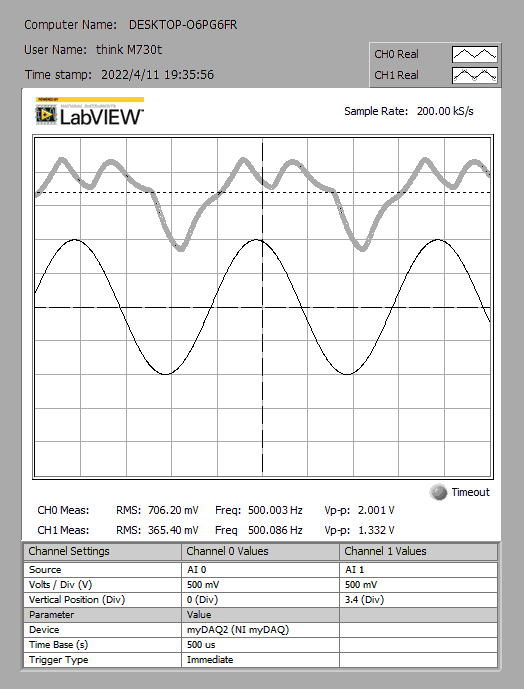 Computer Name: DESKTOP-O6PG6FR
User Name: think M730t
Time stamp: 2022/4/11 19:35:56
CH0 Real
CH1 Real
POWERED BY
NATIONAL INSTRUMENTS
LabVIEW™
Sample Rate: 200.00 kS/s
Timeout
CH0 Meas: RMS: 706.20 mV Freq: 500.003 Hz Vp-p: 2.001 V
CH1 Meas: RMS: 365.40 mV Freq 500.086 Hz Vp-p: 1.332 V
Channel Settings Channel 0 Values Channel 1 Values
Source AI 0 AI 1
Volts / Div (V) 500 mV 500 mV
Vertical Position (Div) 0 (Div) 3.4 (Div)
Parameter Value
Device myDAQ2 (NI myDAQ)
Time Base (s) 500 us
Trigger Type Immediate